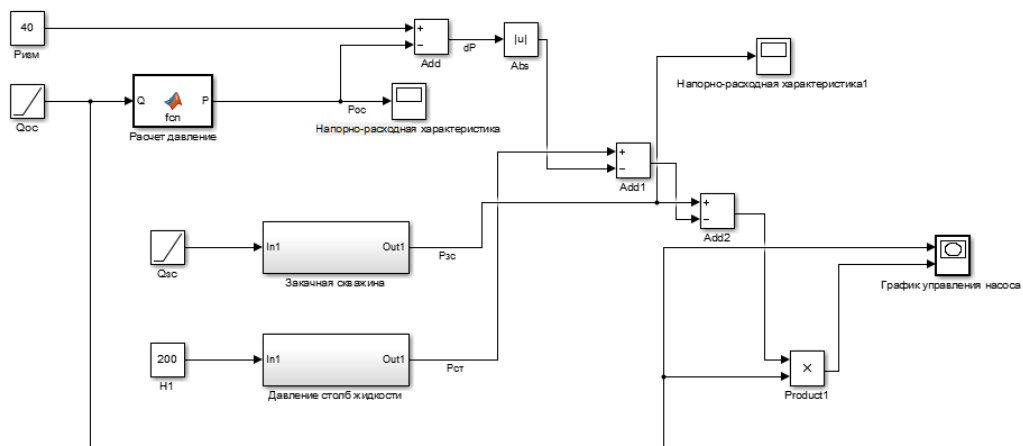 40
Pизм
+
−
Add
dP
|u|
Abs
Напорно-расходная характеристика1
Qос
Q
fcn
P
Расчет давление
Pос
Напорно-расходная характеристика
+
−
Add1
+
−
Add2
Qзс
In1
Out1
Закачная скважина
Pзс
График управления насоса
200
H1
In1
Out1
Давление столб жидкости
Pст
×
Product1